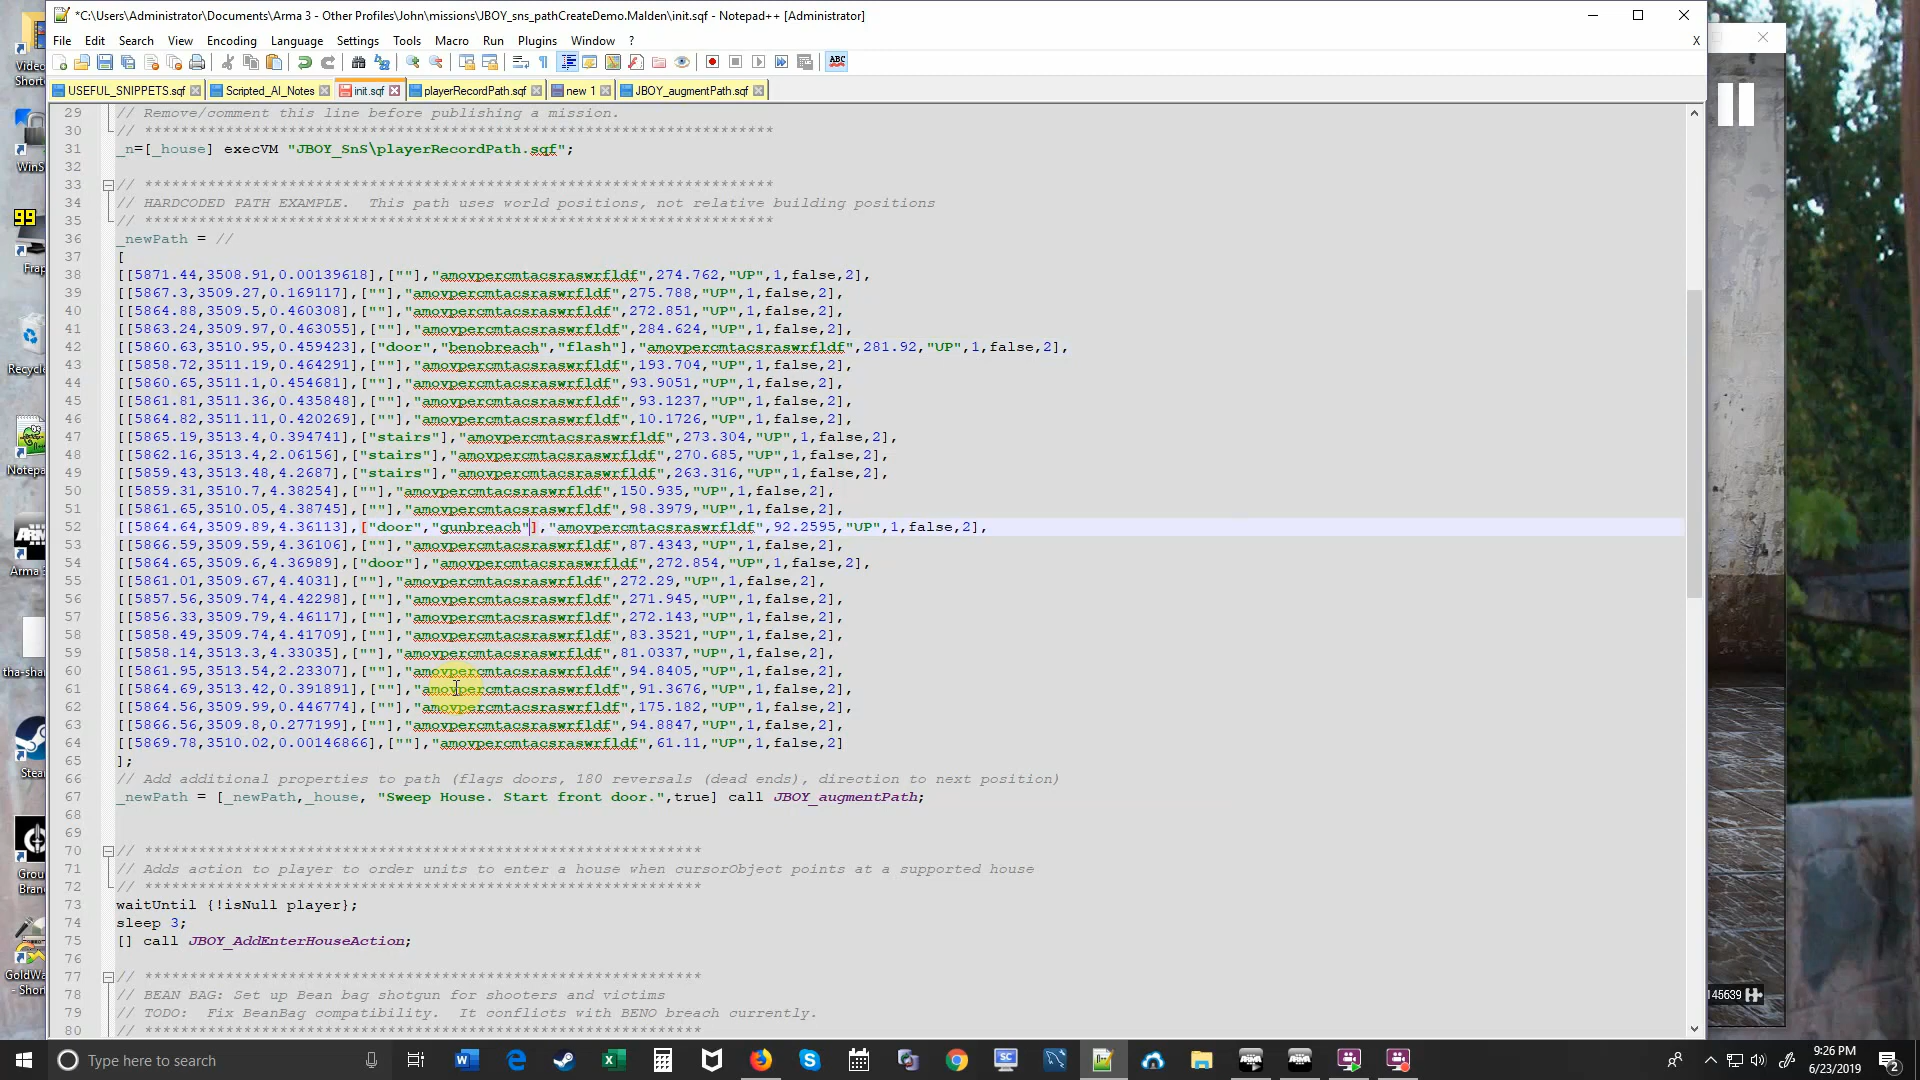 *C:\Users\Administrator\Documents\Arma 3 - Other Profiles\John\missions\JBOY_sns_pathCreateDemo.Malden\init.sqf - Notepad++ [Administrator]
File Edit Search View Encoding Language Settings Tools Macro Run Plugins Window ? X
USEFUL_SNIPPETS.sqf Scripted_AI_Notes init.sqf playerRecordPath.sqf new 1 JBOY_augmentPath.sqf
29 // Remove/comment this line before publishing a mission.
30 // **********************************************************************
31 _n=[_house] execVM "JBOY_SnS\playerRecordPath.sqf";
32
33 // **********************************************************************
34 // HARDCODED PATH EXAMPLE.  This path uses world positions, not relative building positions
35 // **********************************************************************
36 _newPath = //
37 [
38 [[5871.44,3508.91,0.00139618],[""],"amovpercmtacsraswrfldf",274.762,"UP",1,false,2],
39 [[5867.3,3509.27,0.169117],[""],"amovpercmtacsraswrfldf",275.788,"UP",1,false,2],
40 [[5864.88,3509.5,0.460308],[""],"amovpercmtacsraswrfldf",272.851,"UP",1,false,2],
41 [[5863.24,3509.97,0.463055],[""],"amovpercmtacsraswrfldf",284.624,"UP",1,false,2],
42 [[5860.63,3510.95,0.459423],["door","benobreach","flash"],"amovpercmtacsraswrfldf",281.92,"UP",1,false,2],
43 [[5858.72,3511.19,0.464291],[""],"amovpercmtacsraswrfldf",193.704,"UP",1,false,2],
44 [[5860.65,3511.1,0.454681],[""],"amovpercmtacsraswrfldf",93.9051,"UP",1,false,2],
45 [[5861.81,3511.36,0.435848],[""],"amovpercmtacsraswrfldf",93.1237,"UP",1,false,2],
46 [[5864.82,3511.11,0.420269],[""],"amovpercmtacsraswrfldf",10.1726,"UP",1,false,2],
47 [[5865.19,3513.4,0.394741],["stairs"],"amovpercmtacsraswrfldf",273.304,"UP",1,false,2],
48 [[5862.16,3513.4,2.06156],["stairs"],"amovpercmtacsraswrfldf",270.685,"UP",1,false,2],
49 [[5859.43,3513.48,4.2687],["stairs"],"amovpercmtacsraswrfldf",263.316,"UP",1,false,2],
50 [[5859.31,3510.7,4.38254],[""],"amovpercmtacsraswrfldf",150.935,"UP",1,false,2],
51 [[5861.65,3510.05,4.38745],[""],"amovpercmtacsraswrfldf",98.3979,"UP",1,false,2],
52 [[5864.64,3509.89,4.36113],["door","gunbreach"],"amovpercmtacsraswrfldf",92.2595,"UP",1,false,2],
53 [[5866.59,3509.59,4.36106],[""],"amovpercmtacsraswrfldf",87.4343,"UP",1,false,2],
54 [[5864.65,3509.6,4.36989],["door"],"amovpercmtacsraswrfldf",272.854,"UP",1,false,2],
55 [[5861.01,3509.67,4.4031],[""],"amovpercmtacsraswrfldf",272.29,"UP",1,false,2],
56 [[5857.56,3509.74,4.42298],[""],"amovpercmtacsraswrfldf",271.945,"UP",1,false,2],
57 [[5856.33,3509.79,4.46117],[""],"amovpercmtacsraswrfldf",272.143,"UP",1,false,2],
58 [[5858.49,3509.74,4.41709],[""],"amovpercmtacsraswrfldf",83.3521,"UP",1,false,2],
59 [[5858.14,3513.3,4.33035],[""],"amovpercmtacsraswrfldf",81.0337,"UP",1,false,2],
60 [[5861.95,3513.54,2.23307],[""],"amovpercmtacsraswrfldf",94.8405,"UP",1,false,2],
61 [[5864.69,3513.42,0.391891],[""],"amovpercmtacsraswrfldf",91.3676,"UP",1,false,2],
62 [[5864.56,3509.99,0.446774],[""],"amovpercmtacsraswrfldf",175.182,"UP",1,false,2],
63 [[5866.56,3509.8,0.277199],[""],"amovpercmtacsraswrfldf",94.8847,"UP",1,false,2],
64 [[5869.78,3510.02,0.00146866],[""],"amovpercmtacsraswrfldf",61.11,"UP",1,false,2]
65 ];
66 // Add additional properties to path (flags doors, 180 reversals (dead ends), direction to next position)
67 _newPath = [_newPath,_house, "Sweep House. Start front door.",true] call JBOY_augmentPath;
68
69
70 // **************************************************************
71 // Adds action to player to order units to enter a house when cursorObject points at a supported house
72 // **************************************************************
73 waitUntil {!isNull player};
74 sleep 3;
75 [] call JBOY_AddEnterHouseAction;
76
77 // **************************************************************
78 // BEAN BAG: Set up Bean bag shotgun for shooters and victims
79 // TODO:  Fix BeanBag compatibility.  It conflicts with BENO breach currently.
80 // **************************************************************
Video
Short
WinS
99
Frap
Recycl
Notepa
Arma 3
tha-sha
Stea
Grou
Bran
GoldWa
- Shor
145639
Type here to search
9:26 PM
6/23/2019
2